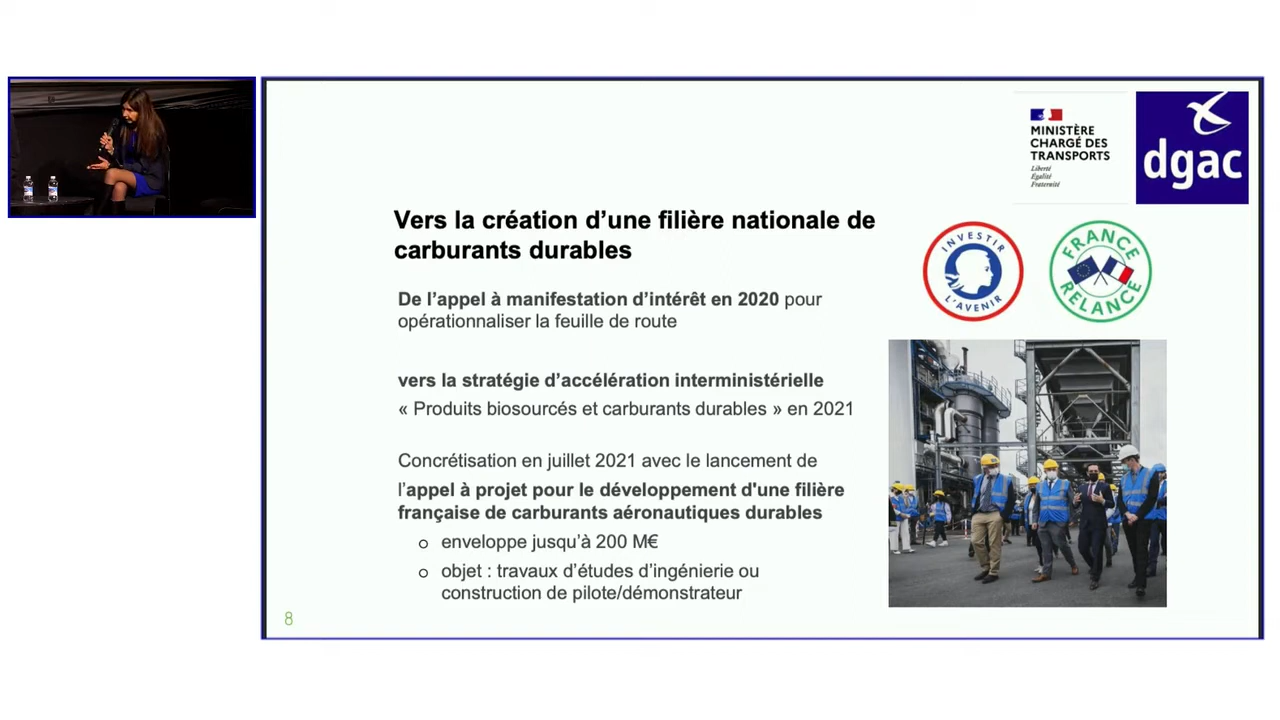 MINISTÈRE
CHARGÉ DES
TRANSPORTS
Liberté
Égalité
Fraternité
dgac
Vers la création d’une filière nationale de
carburants durables
INVESTIR
L'AVENIR
FRANCE
RELANCE
De l’appel à manifestation d’intérêt en 2020 pour
opérationnaliser la feuille de route
vers la stratégie d’accélération interministérielle
« Produits biosourcés et carburants durables » en 2021
Concrétisation en juillet 2021 avec le lancement de
l’appel à projet pour le développement d'une filière
française de carburants aéronautiques durables
o enveloppe jusqu’à 200 M€
o objet : travaux d’études d’ingénierie ou
construction de pilote/démonstrateur
8